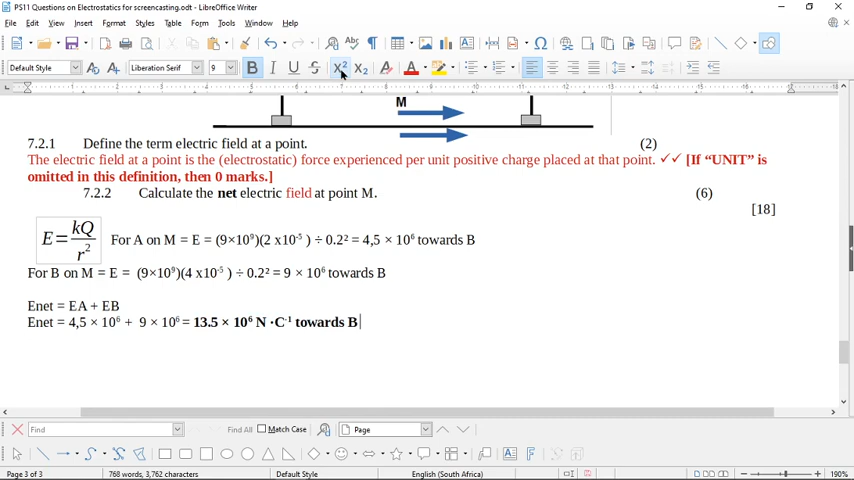 PS11 Questions on Electrostatics for screencasting.odt - LibreOffice Writer
File Edit View Insert Format Styles Table Form Tools Window Help
Default Style Liberation Serif 9
M
7.2.1 Define the term electric field at a point. (2)
The electric field at a point is the (electrostatic) force experienced per unit positive charge placed at that point. ✓✓ [If “UNIT” is
omitted in this definition, then 0 marks.]
7.2.2 Calculate the net electric field at point M. (6)
[18]
E=kQ/r² For A on M = E = (9×10⁹)(2 x10⁻⁵ ) ÷ 0.2² = 4,5 × 10⁶ towards B
For B on M = E = (9×10⁹)(4 x10⁻⁵ ) ÷ 0.2² = 9 × 10⁶ towards B
Enet = EA + EB
Enet = 4,5 × 10⁶ + 9 × 10⁶ = 13.5 × 10⁶ N ·C⁻¹ towards B
Find Find All Match Case Page
Page 3 of 3 768 words, 3,762 characters Default Style English (South Africa) 190%